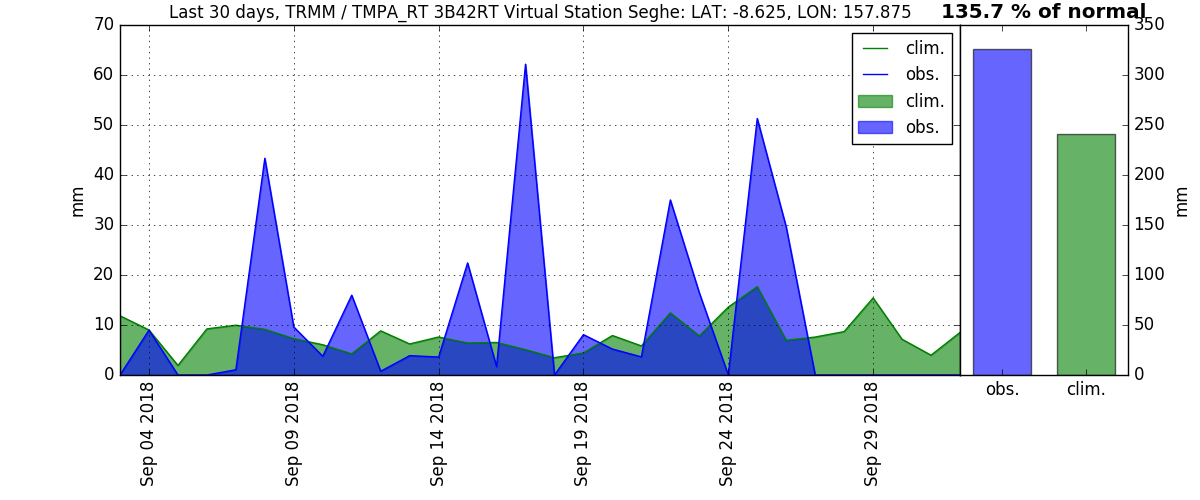 Last 30 days, TRMM / TMPA_RT 3B42RT Virtual Station Seghe: LAT: -8.625, LON: 157.875
135.7 % of normal
70
60
50
40
30
20
10
0
mm
clim.
obs.
clim.
obs.
Sep 04 2018
Sep 09 2018
Sep 14 2018
Sep 19 2018
Sep 24 2018
Sep 29 2018
350
300
250
200
150
100
50
0
mm
obs.
clim.